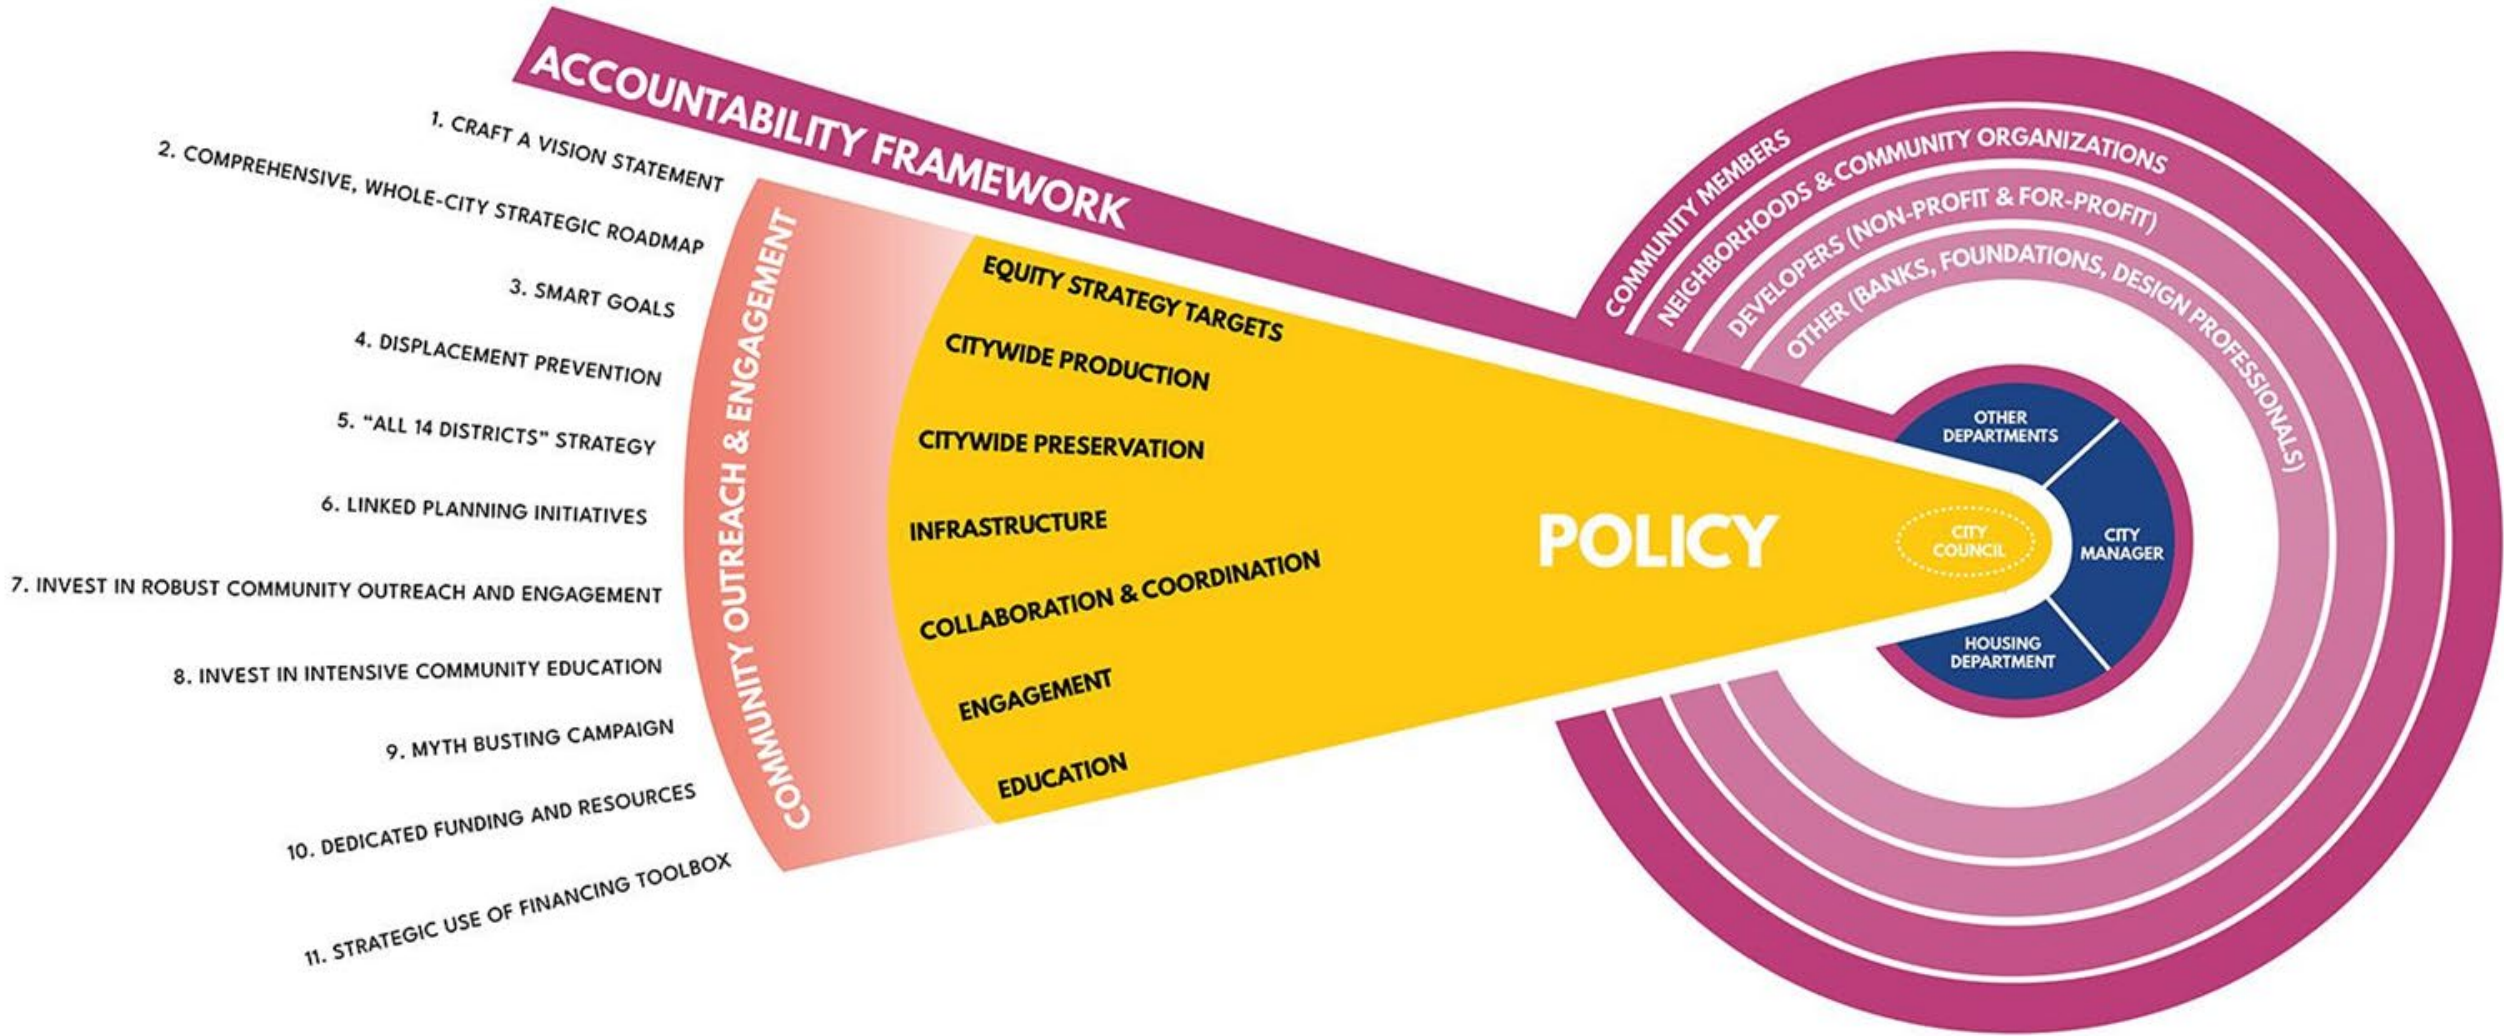 ACCOUNTABILITY FRAMEWORK
1. CRAFT A VISION STATEMENT
2. COMPREHENSIVE, WHOLE-CITY STRATEGIC ROADMAP
3. SMART GOALS
4. DISPLACEMENT PREVENTION
5. “ALL 14 DISTRICTS” STRATEGY
6. LINKED PLANNING INITIATIVES
7. INVEST IN ROBUST COMMUNITY OUTREACH AND ENGAGEMENT
8. INVEST IN INTENSIVE COMMUNITY EDUCATION
9. MYTH BUSTING CAMPAIGN
10. DEDICATED FUNDING AND RESOURCES
11. STRATEGIC USE OF FINANCING TOOLBOX
COMMUNITY OUTREACH & ENGAGEMENT
EQUITY STRATEGY TARGETS
CITYWIDE PRODUCTION
CITYWIDE PRESERVATION
INFRASTRUCTURE
COLLABORATION & COORDINATION
ENGAGEMENT
EDUCATION
POLICY
CITY
COUNCIL
COMMUNITY MEMBERS
NEIGHBORHOODS & COMMUNITY ORGANIZATIONS
DEVELOPERS (NON-PROFIT & FOR-PROFIT)
OTHER (BANKS, FOUNDATIONS, DESIGN PROFESSIONALS)
OTHER
DEPARTMENTS
CITY
MANAGER
HOUSING
DEPARTMENT